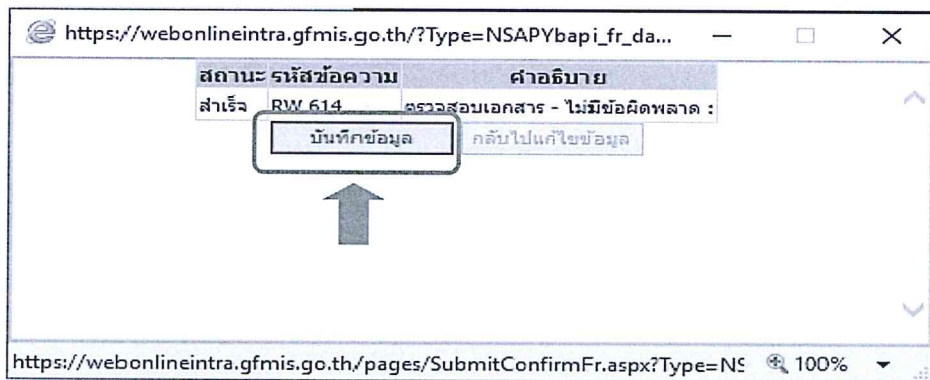 https://webonlineintra.gfmis.go.th/?Type=NSAPYbapi_fr_da...
สถานะ รหัสข้อความ คำอธิบาย
สำเร็จ RW 614 ตรวจสอบเอกสาร - ไม่มีข้อผิดพลาด :
บันทึกข้อมูล กลับไปแก้ไขข้อมูล
https://webonlineintra.gfmis.go.th/pages/SubmitConfirmFr.aspx?Type=NS 100%